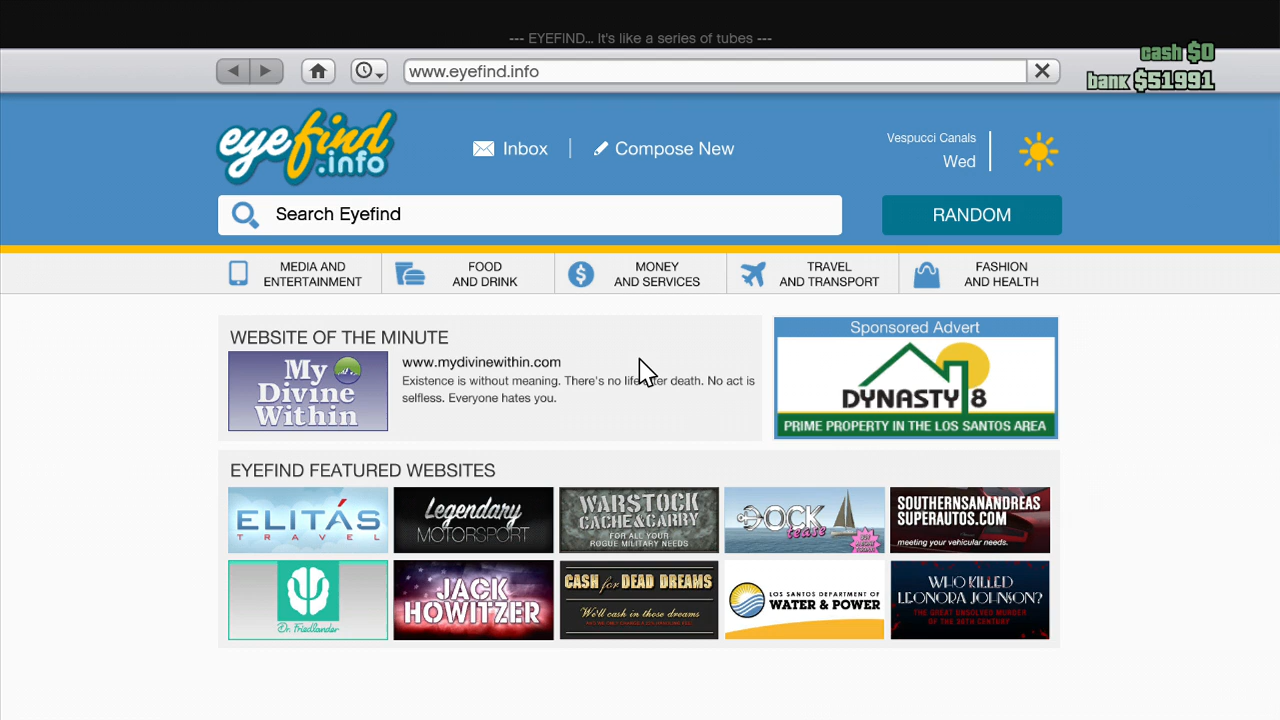 --- EYEFIND... It's like a series of tubes ---
cash $0
bank $51991
www.eyefind.info
eyefind
.info
Inbox
Compose New
Vespucci Canals
Wed
Search Eyefind
RANDOM
MEDIA AND
ENTERTAINMENT
FOOD
AND DRINK
MONEY
AND SERVICES
TRAVEL
AND TRANSPORT
FASHION
AND HEALTH
WEBSITE OF THE MINUTE
My
Divine
Within
www.mydivinewithin.com
Existence is without meaning. There's no life after death. No act is
selfless. Everyone hates you.
Sponsored Advert
DYNASTY 8
PRIME PROPERTY IN THE LOS SANTOS AREA
EYEFIND FEATURED WEBSITES
ELITÁS
TRAVEL
Legendary
MOTORSPORT
WARSTOCK
CACHE & CARRY
FOR ALL YOUR
ROGUE MILITARY NEEDS
DOCK
tease
SOUTHERNSANANDREAS
SUPERAUTOS.COM
meeting your vehicular needs.
Dr. Friedlander
JACK
HOWITZER
CASH for DEAD DREAMS
We'll cash in those dreams
LOS SANTOS DEPARTMENT OF
WATER & POWER
WHO KILLED
LEONORA JOHNSON?
THE GREAT UNSOLVED MURDER
OF THE 20TH CENTURY